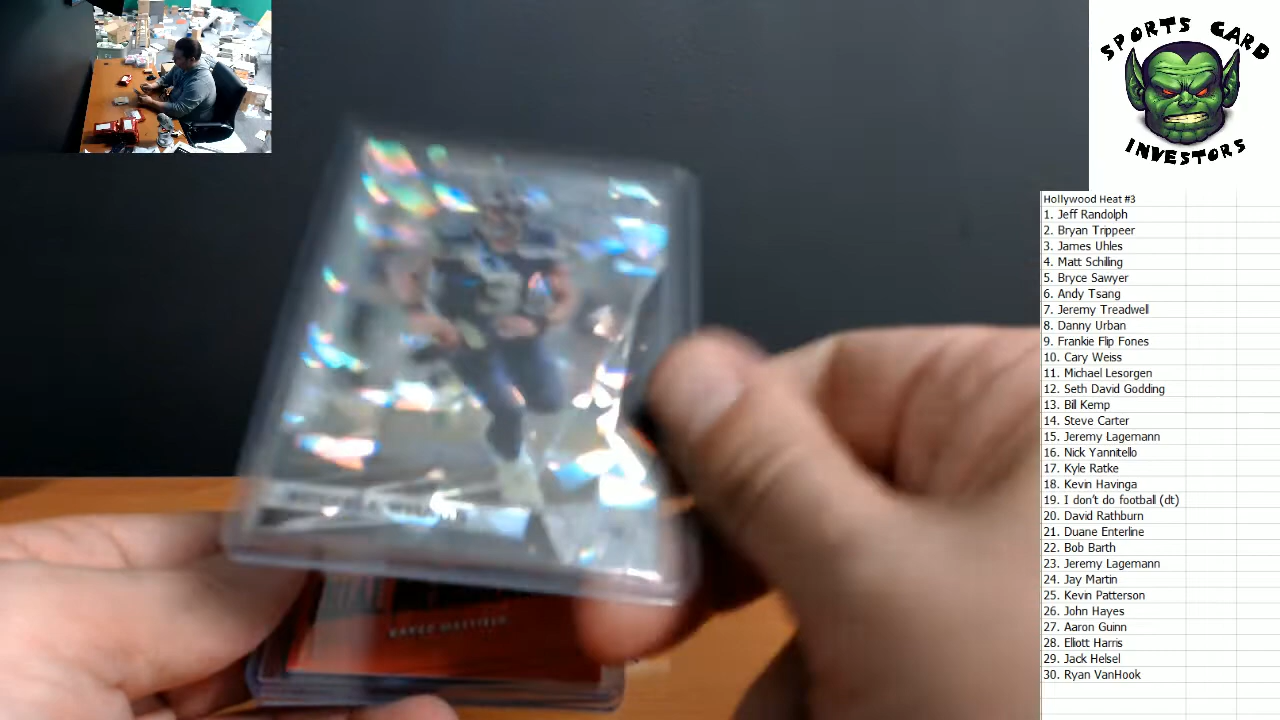 SPORTS CARD
INVESTORS
Hollywood Heat #3
1. Jeff Randolph
2. Bryan Trippeer
3. James Uhles
4. Matt Schiling
5. Bryce Sawyer
6. Andy Tsang
7. Jeremy Treadwell
8. Danny Urban
9. Frankie Flip Fones
10. Cary Weiss
11. Michael Lesorgen
12. Seth David Godding
13. Bill Kemp
14. Steve Carter
15. Jeremy Lagemann
16. Nick Yannitello
17. Kyle Ratke
18. Kevin Havinga
19. I don't do football (dt)
20. David Rathburn
21. Duane Enterline
22. Bob Barth
23. Jeremy Lagemann
24. Jay Martin
25. Kevin Patterson
26. John Hayes
27. Aaron Guinn
28. Eliott Harris
29. Jack Helsel
30. Ryan VanHook
3
BAKER MAYFIELD